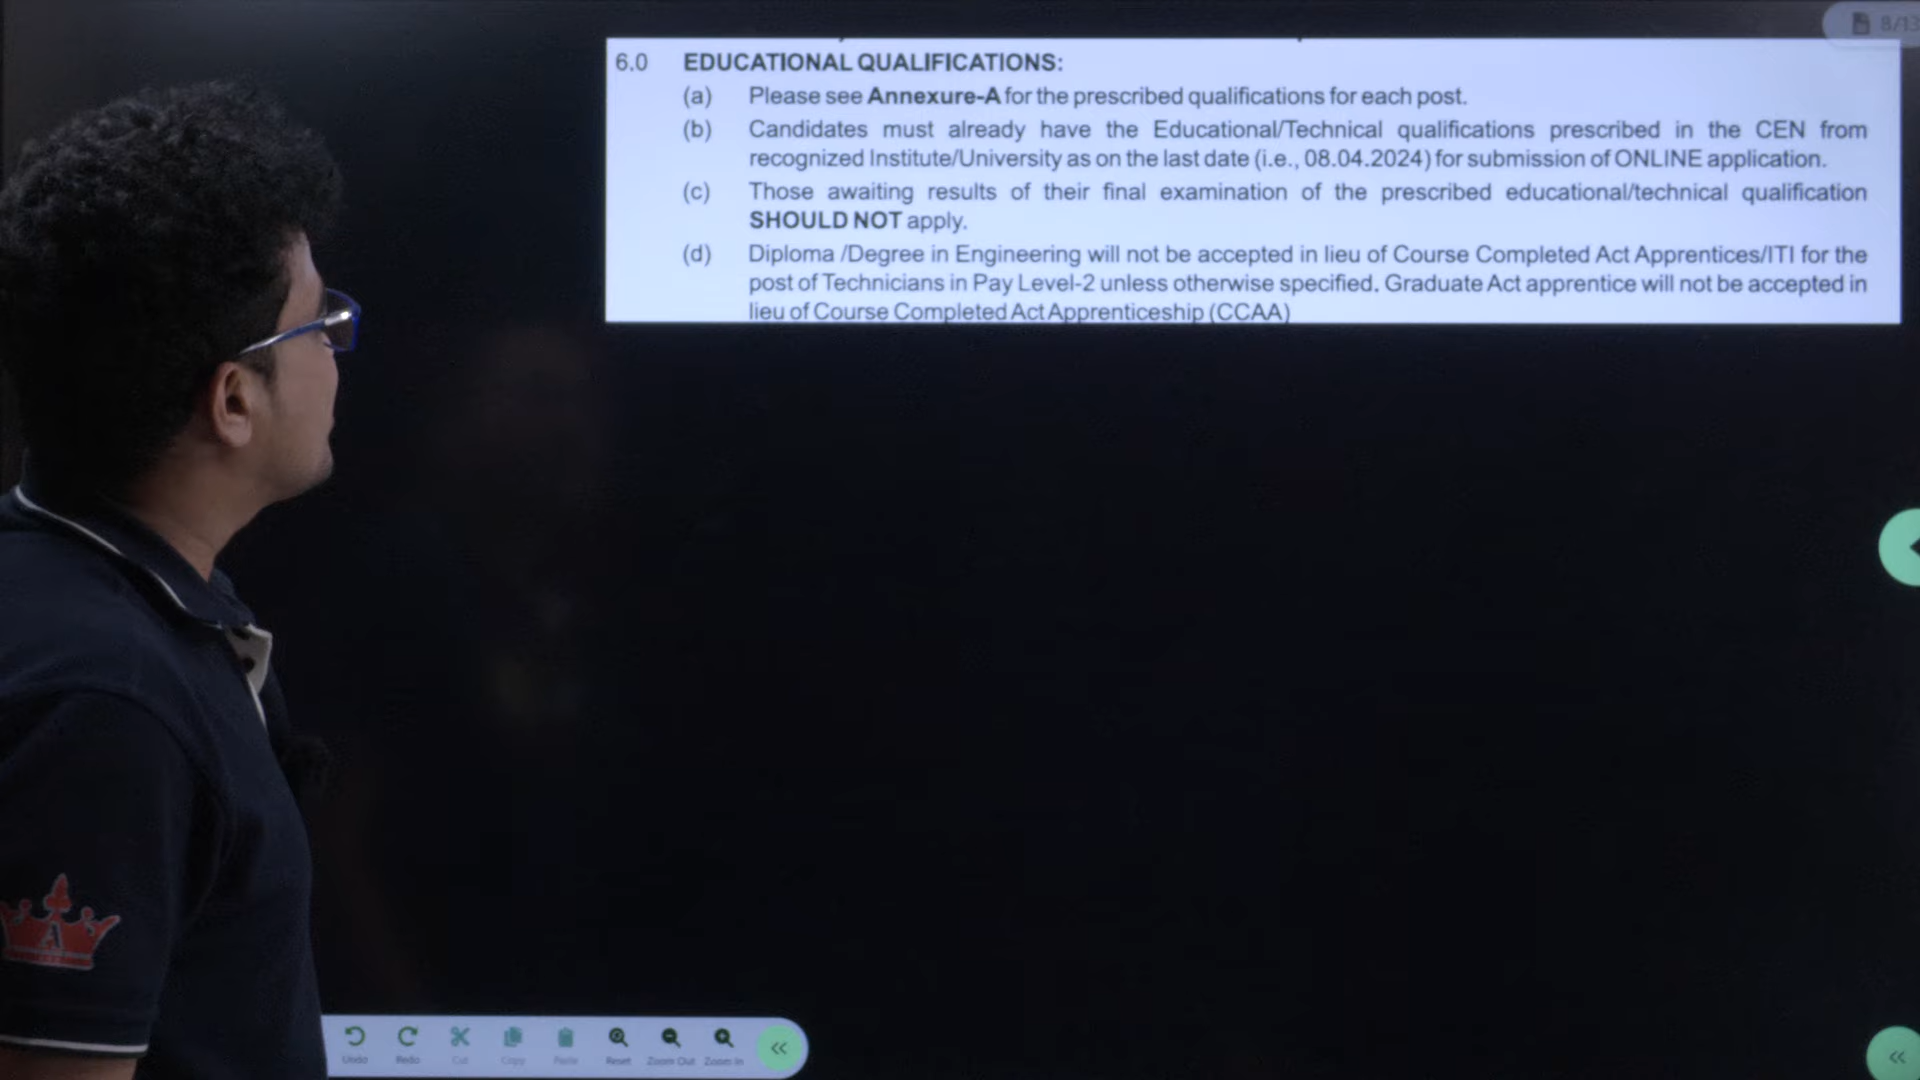 8/13
6.0 EDUCATIONAL QUALIFICATIONS:
(a) Please see Annexure-A for the prescribed qualifications for each post.
(b) Candidates must already have the Educational/Technical qualifications prescribed in the CEN from
recognized Institute/University as on the last date (i.e., 08.04.2024) for submission of ONLINE application.
(c) Those awaiting results of their final examination of the prescribed educational/technical qualification
SHOULD NOT apply.
(d) Diploma /Degree in Engineering will not be accepted in lieu of Course Completed Act Apprentices/ITI for the
post of Technicians in Pay Level-2 unless otherwise specified. Graduate Act apprentice will not be accepted in
lieu of Course Completed Act Apprenticeship (CCAA)
A
Undo Redo Cut Copy Paste Reset Zoom Out Zoom In